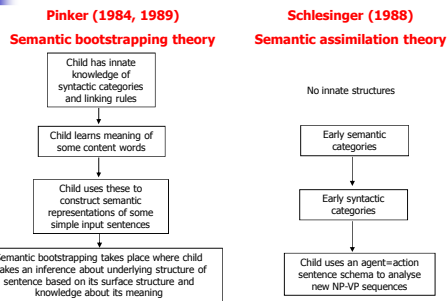 Pinker (1984, 1989)
Semantic bootstrapping theory
Child has innate
knowledge of
syntactic categories
and linking rules
Child learns meaning of
some content words
Child uses these to
construct semantic
representations of some
simple input sentences
Semantic bootstrapping takes place where child
makes an inference about underlying structure of
sentence based on its surface structure and
knowledge about its meaning
Schlesinger (1988)
Semantic assimilation theory
No innate structures
Early semantic
categories
Early syntactic
categories
Child uses an agent=action
sentence schema to analyse
new NP-VP sequences